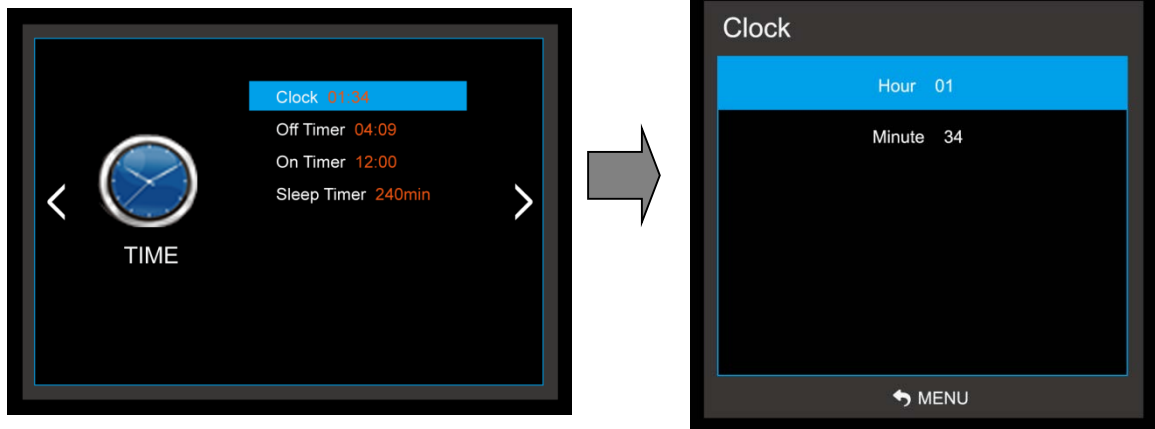 Clock 01:34
Off Timer 04:09
On Timer 12:00
Sleep Timer 240min
TIME
Clock
Hour 01
Minute 34
MENU